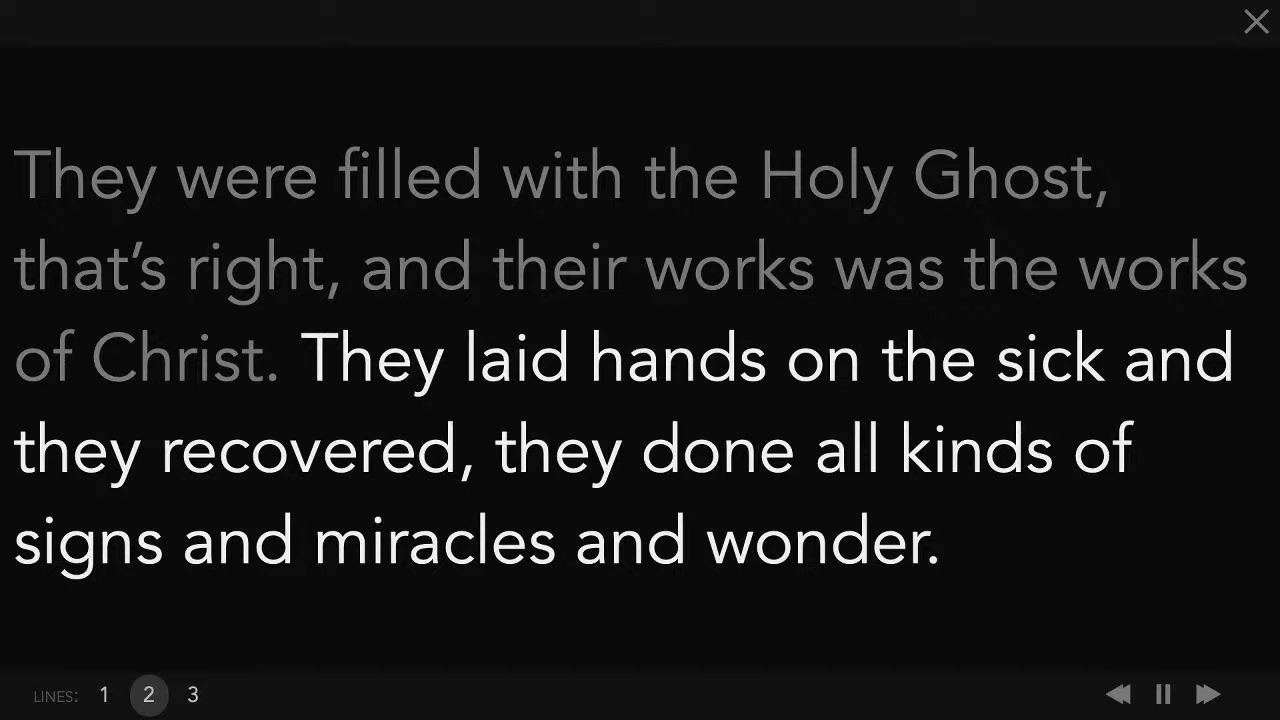 They were filled with the Holy Ghost,
that’s right, and their works was the works
of Christ. They laid hands on the sick and
they recovered, they done all kinds of
signs and miracles and wonder.
LINES: 1 2 3